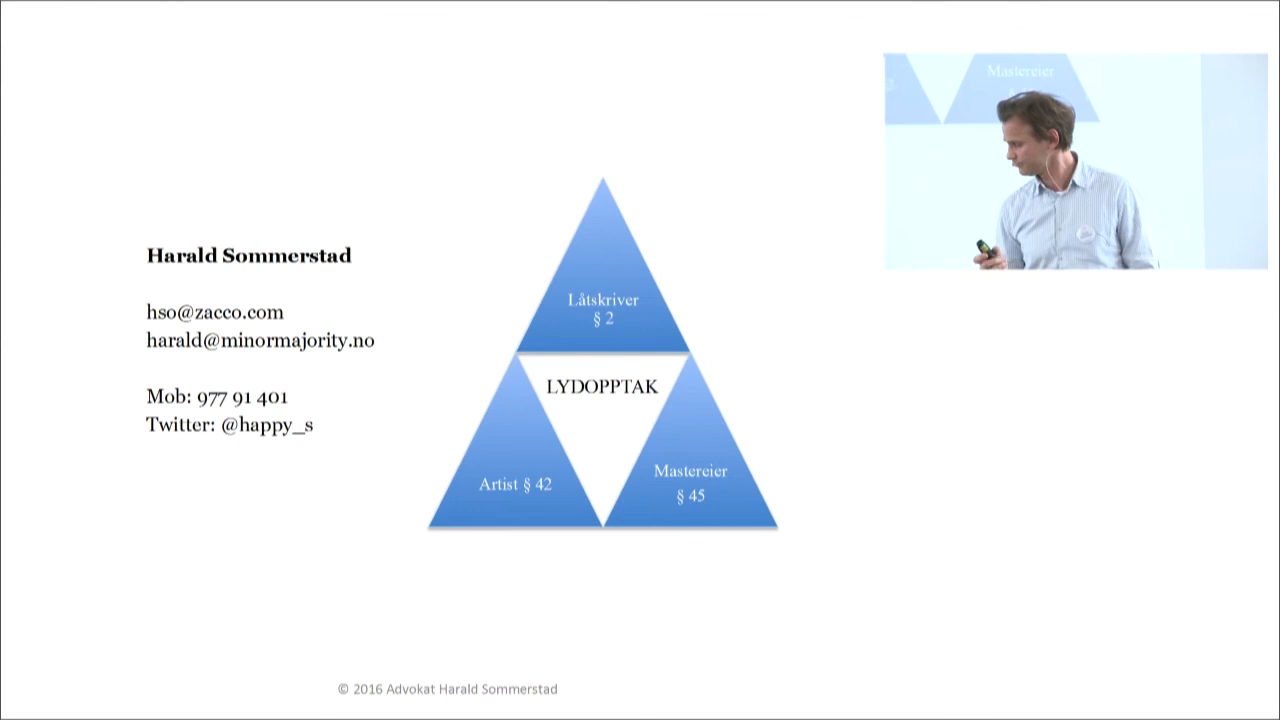 Harald Sommerstad
hso@zacco.com
harald@minormajority.no
Mob: 977 91 401
Twitter: @happy_s
Låtskriver
§ 2
LYDOPPTAK
Artist § 42
Mastereier
§ 45
Mastereier
© 2016 Advokat Harald Sommerstad